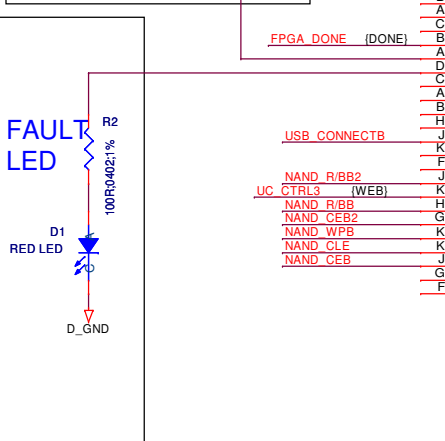 A
C
FPGA_DONE {DONE} B
A
D
C
A
B
FAULT LED
R2
100R;0402;1%
H
USB_CONNECTB J
K
F
NAND_R/BB2 J
UC_CTRL3 {WEB} K
NAND_R/BB H
NAND_CEB2 G
NAND_WPB K
NAND_CLE K
NAND_CEB J
G
F
D1
RED LED
A
C
D_GND